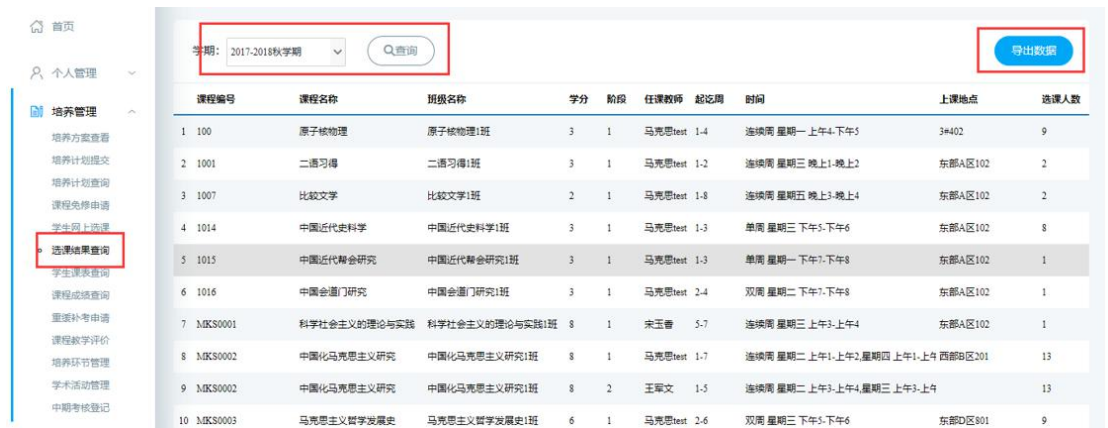 首页
个人管理
培养管理
培养方案查看
培养计划提交
培养计划查询
课程免修申请
学生网上选课
选课结果查询
学生课表查询
课程成绩查询
重缓补考申请
课程教学评价
培养环节管理
学术活动管理
中期考核登记
学期： 2017-2018秋学期 查询 导出数据
课程编号 课程名称 班级名称 学分 阶段 任课教师 起讫周 时间 上课地点 选课人数
1 100 原子核物理 原子核物理1班 3 1 马克思test 1-4 连续周 星期一 上午4-下午5 3#402 9
2 1001 二语习得 二语习得1班 3 1 马克思test 1-2 连续周 星期三 晚上1-晚上2 东部A区102 2
3 1007 比较文学 比较文学1班 2 1 马克思test 1-8 连续周 星期五 晚上3-晚上4 东部A区102 2
4 1014 中国近代史科学 中国近代史科学1班 3 1 马克思test 1-3 单周 星期三 下午5-下午6 东部A区102 8
5 1015 中国近代帮会研究 中国近代帮会研究1班 3 1 马克思test 1-3 单周 星期一 下午7-下午8 东部A区102 1
6 1016 中国会道门研究 中国会道门研究1班 3 1 马克思test 2-4 双周 星期二 下午7-下午8 东部A区102 1
7 MKS0001 科学社会主义的理论与实践 科学社会主义的理论与实践1班 8 1 宋玉香 5-7 连续周 星期三 上午3-上午4 东部A区102 1
8 MKS0002 中国化马克思主义研究 中国化马克思主义研究1班 8 1 马克思test 1-7 连续周 星期二 上午1-上午2,星期四 上午1-上午 西部B区201 13
9 MKS0002 中国化马克思主义研究 中国化马克思主义研究1班 8 2 王军文 1-5 连续周 星期二 上午3-上午4,星期三 上午3-上午 13
10 MKS0003 马克思主义哲学发展史 马克思主义哲学发展史1班 6 1 马克思test 2-6 双周 星期三 下午5-下午6 东部D区801 9